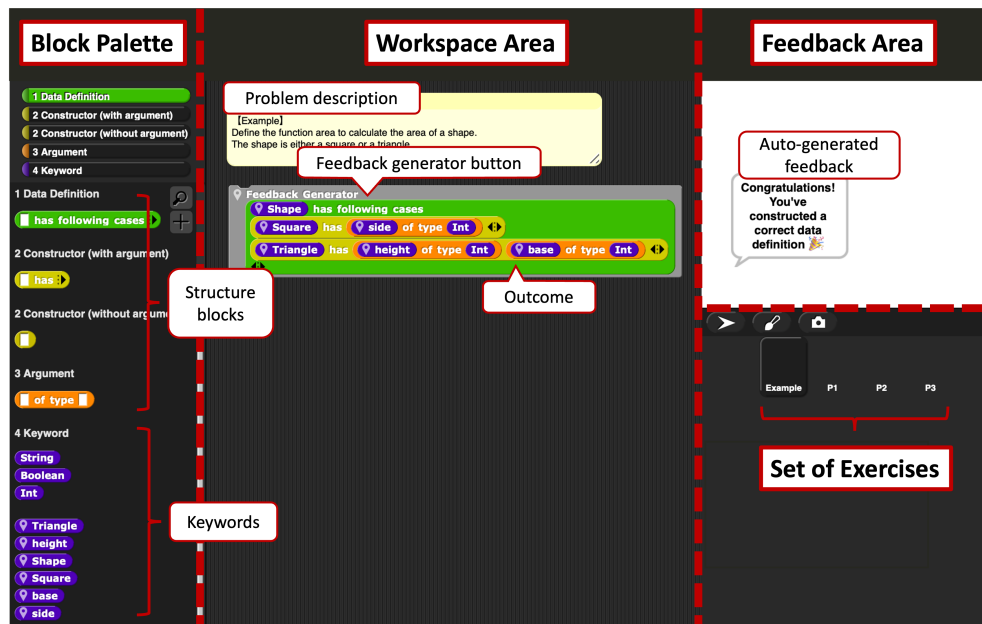 Block Palette
Workspace Area
Feedback Area
1 Data Definition
2 Constructor (with argument)
2 Constructor (without argument)
3 Argument
4 Keyword
1 Data Definition
has following cases
2 Constructor (with argument)
has
2 Constructor (without argume
3 Argument
of type
4 Keyword
String
Boolean
Int
Triangle
height
Shape
Square
base
side
Structure
blocks
Keywords
Problem description
【Example】
Define the function area to calculate the area of a shape.
The shape is either a square or a triangle
Feedback generator button
Feedback Generator
Shape has following cases
Square has side of type Int
Triangle has height of type Int base of type Int
Outcome
Auto-generated
feedback
Congratulations!
You've
constructed a
correct data
definition 🎉
Example P1 P2 P3
Set of Exercises